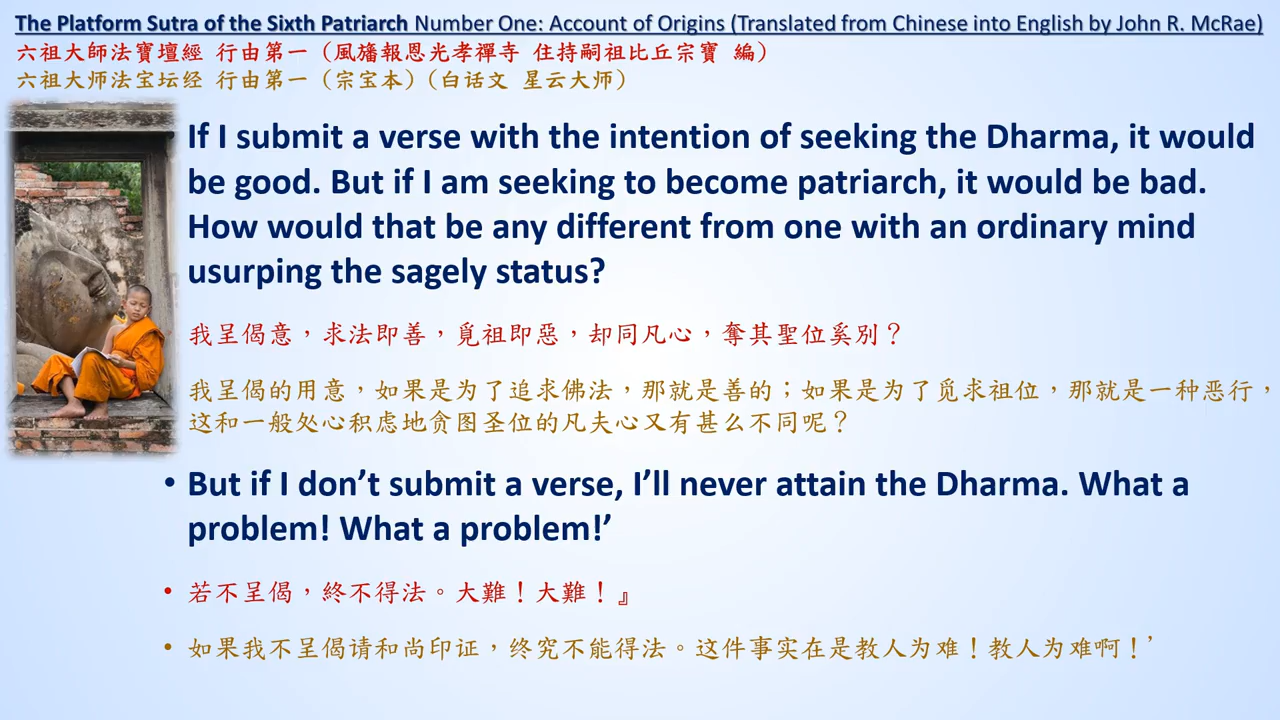 The Platform Sutra of the Sixth Patriarch Number One: Account of Origins (Translated from Chinese into English by John R. McRae)
六祖大師法寶壇經 行由第一（風旛報恩光孝禪寺 住持嗣祖比丘宗寶 編）
六祖大师法宝坛经 行由第一（宗宝本）（白话文 星云大师）
If I submit a verse with the intention of seeking the Dharma, it would
be good. But if I am seeking to become patriarch, it would be bad.
How would that be any different from one with an ordinary mind
usurping the sagely status?
我呈偈意，求法即善，覓祖即惡，却同凡心，奪其聖位奚別？
我呈偈的用意，如果是为了追求佛法，那就是善的；如果是为了觅求祖位，那就是一种恶行，
这和一般处心积虑地贪图圣位的凡夫心又有甚么不同呢？
• But if I don’t submit a verse, I’ll never attain the Dharma. What a
problem! What a problem!’
• 若不呈偈，終不得法。大難！大難！』
• 如果我不呈偈请和尚印证，终究不能得法。这件事实在是教人为难！教人为难啊！’